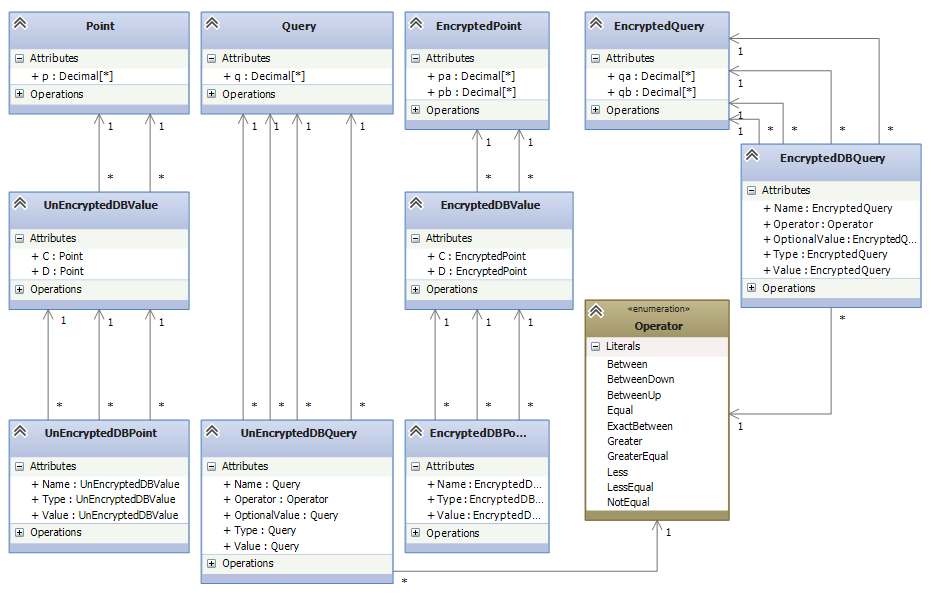 Point
Attributes
+ p : Decimal[*]
Operations
Query
Attributes
+ q : Decimal[*]
Operations
EncryptedPoint
Attributes
+ pa : Decimal[*]
+ pb : Decimal[*]
Operations
EncryptedQuery
Attributes
+ qa : Decimal[*]
+ qb : Decimal[*]
Operations
1
1
1
1
1
1
1
1
1
1
1
1
1
1
*
*
*
*
*
*
*
*
EncryptedDBQuery
Attributes
+ Name : EncryptedQuery
+ Operator : Operator
+ OptionalValue : EncryptedQ...
+ Type : EncryptedQuery
+ Value : EncryptedQuery
Operations
UnEncryptedDBValue
Attributes
+ C : Point
+ D : Point
Operations
EncryptedDBValue
Attributes
+ C : EncryptedPoint
+ D : EncryptedPoint
Operations
«enumeration»
Operator
Literals
Between
BetweenDown
BetweenUp
Equal
ExactBetween
Greater
GreaterEqual
Less
LessEqual
NotEqual
1
1
1
1
1
1
*
1
*
*
*
*
*
*
*
*
*
*
UnEncryptedDBPoint
Attributes
+ Name : UnEncryptedDBValue
+ Type : UnEncryptedDBValue
+ Value : UnEncryptedDBValue
Operations
UnEncryptedDBQuery
Attributes
+ Name : Query
+ Operator : Operator
+ OptionalValue : Query
+ Type : Query
+ Value : Query
Operations
EncryptedDBPo...
Attributes
+ Name : EncryptedD...
+ Type : EncryptedDB...
+ Value : EncryptedD...
Operations
1
*